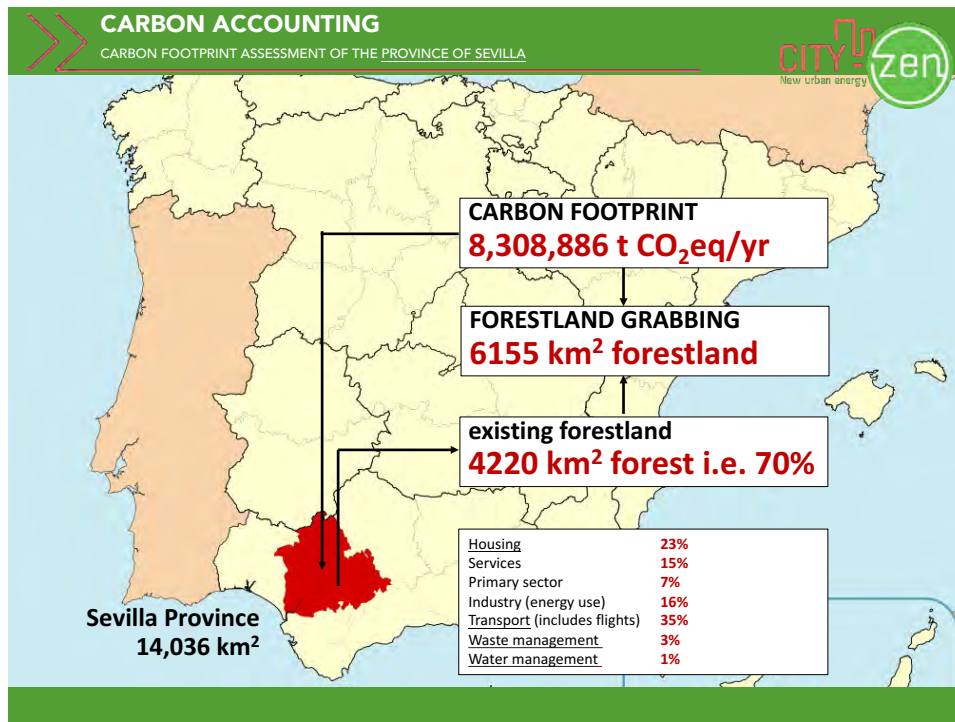 CARBON ACCOUNTING
CARBON FOOTPRINT ASSESSMENT OF THE PROVINCE OF SEVILLA
CITY
zen
New urban energy
CARBON FOOTPRINT
8,308,886 t CO₂eq/yr
FORESTLAND GRABBING
6155 km² forestland
existing forestland
4220 km² forest i.e. 70%
Housing 23%
Services 15%
Primary sector 7%
Industry (energy use) 16%
Transport (includes flights) 35%
Waste management 3%
Water management 1%
Sevilla Province
14,036 km²